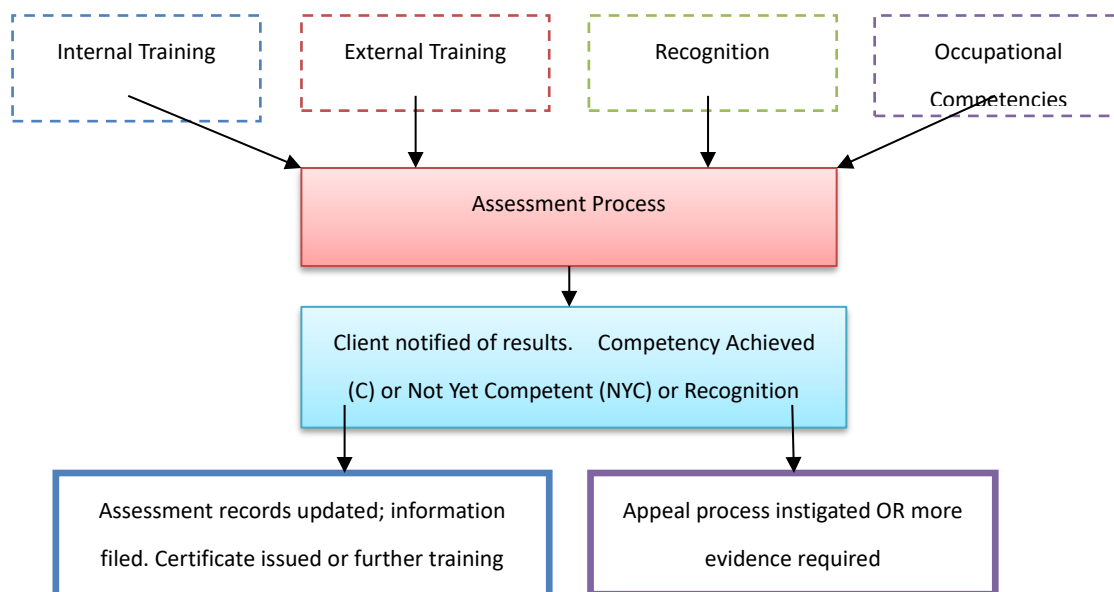 Internal Training
External Training
Recognition
Occupational
Competencies
Assessment Process
Client notified of results. Competency Achieved
(C) or Not Yet Competent (NYC) or Recognition
Assessment records updated; information
filed. Certificate issued or further training
Appeal process instigated OR more
evidence required